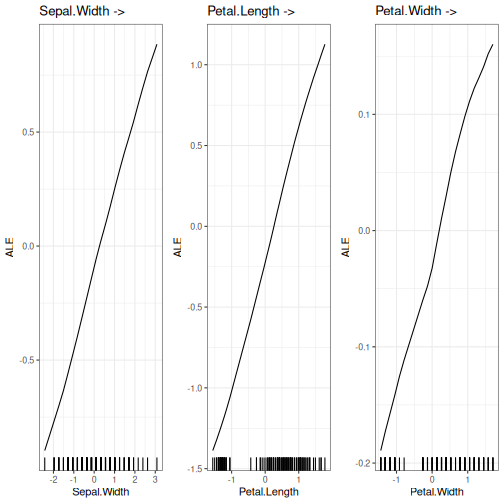 Sepal.Width ->
Petal.Length ->
Petal.Width ->
ALE
0.5
0.0
-0.5
-2 -1 0 1 2 3
Sepal.Width
ALE
1.0
0.5
0.0
-0.5
-1.0
-1.5
-1 0 1
Petal.Length
ALE
0.1
0.0
-0.1
-0.2
-1 0 1
Petal.Width